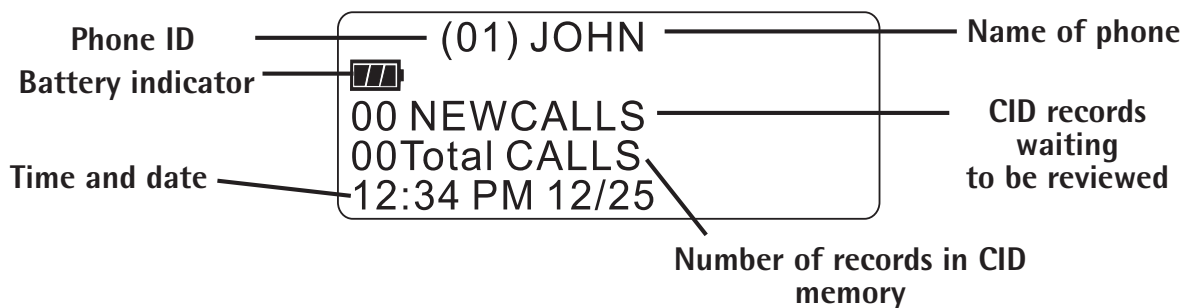 Phone ID
(01) JOHN
Name of phone
Battery indicator
00 NEWCALLS
CID records
waiting
to be reviewed
00Total CALLS
Time and date
12:34 PM 12/25
Number of records in CID
memory